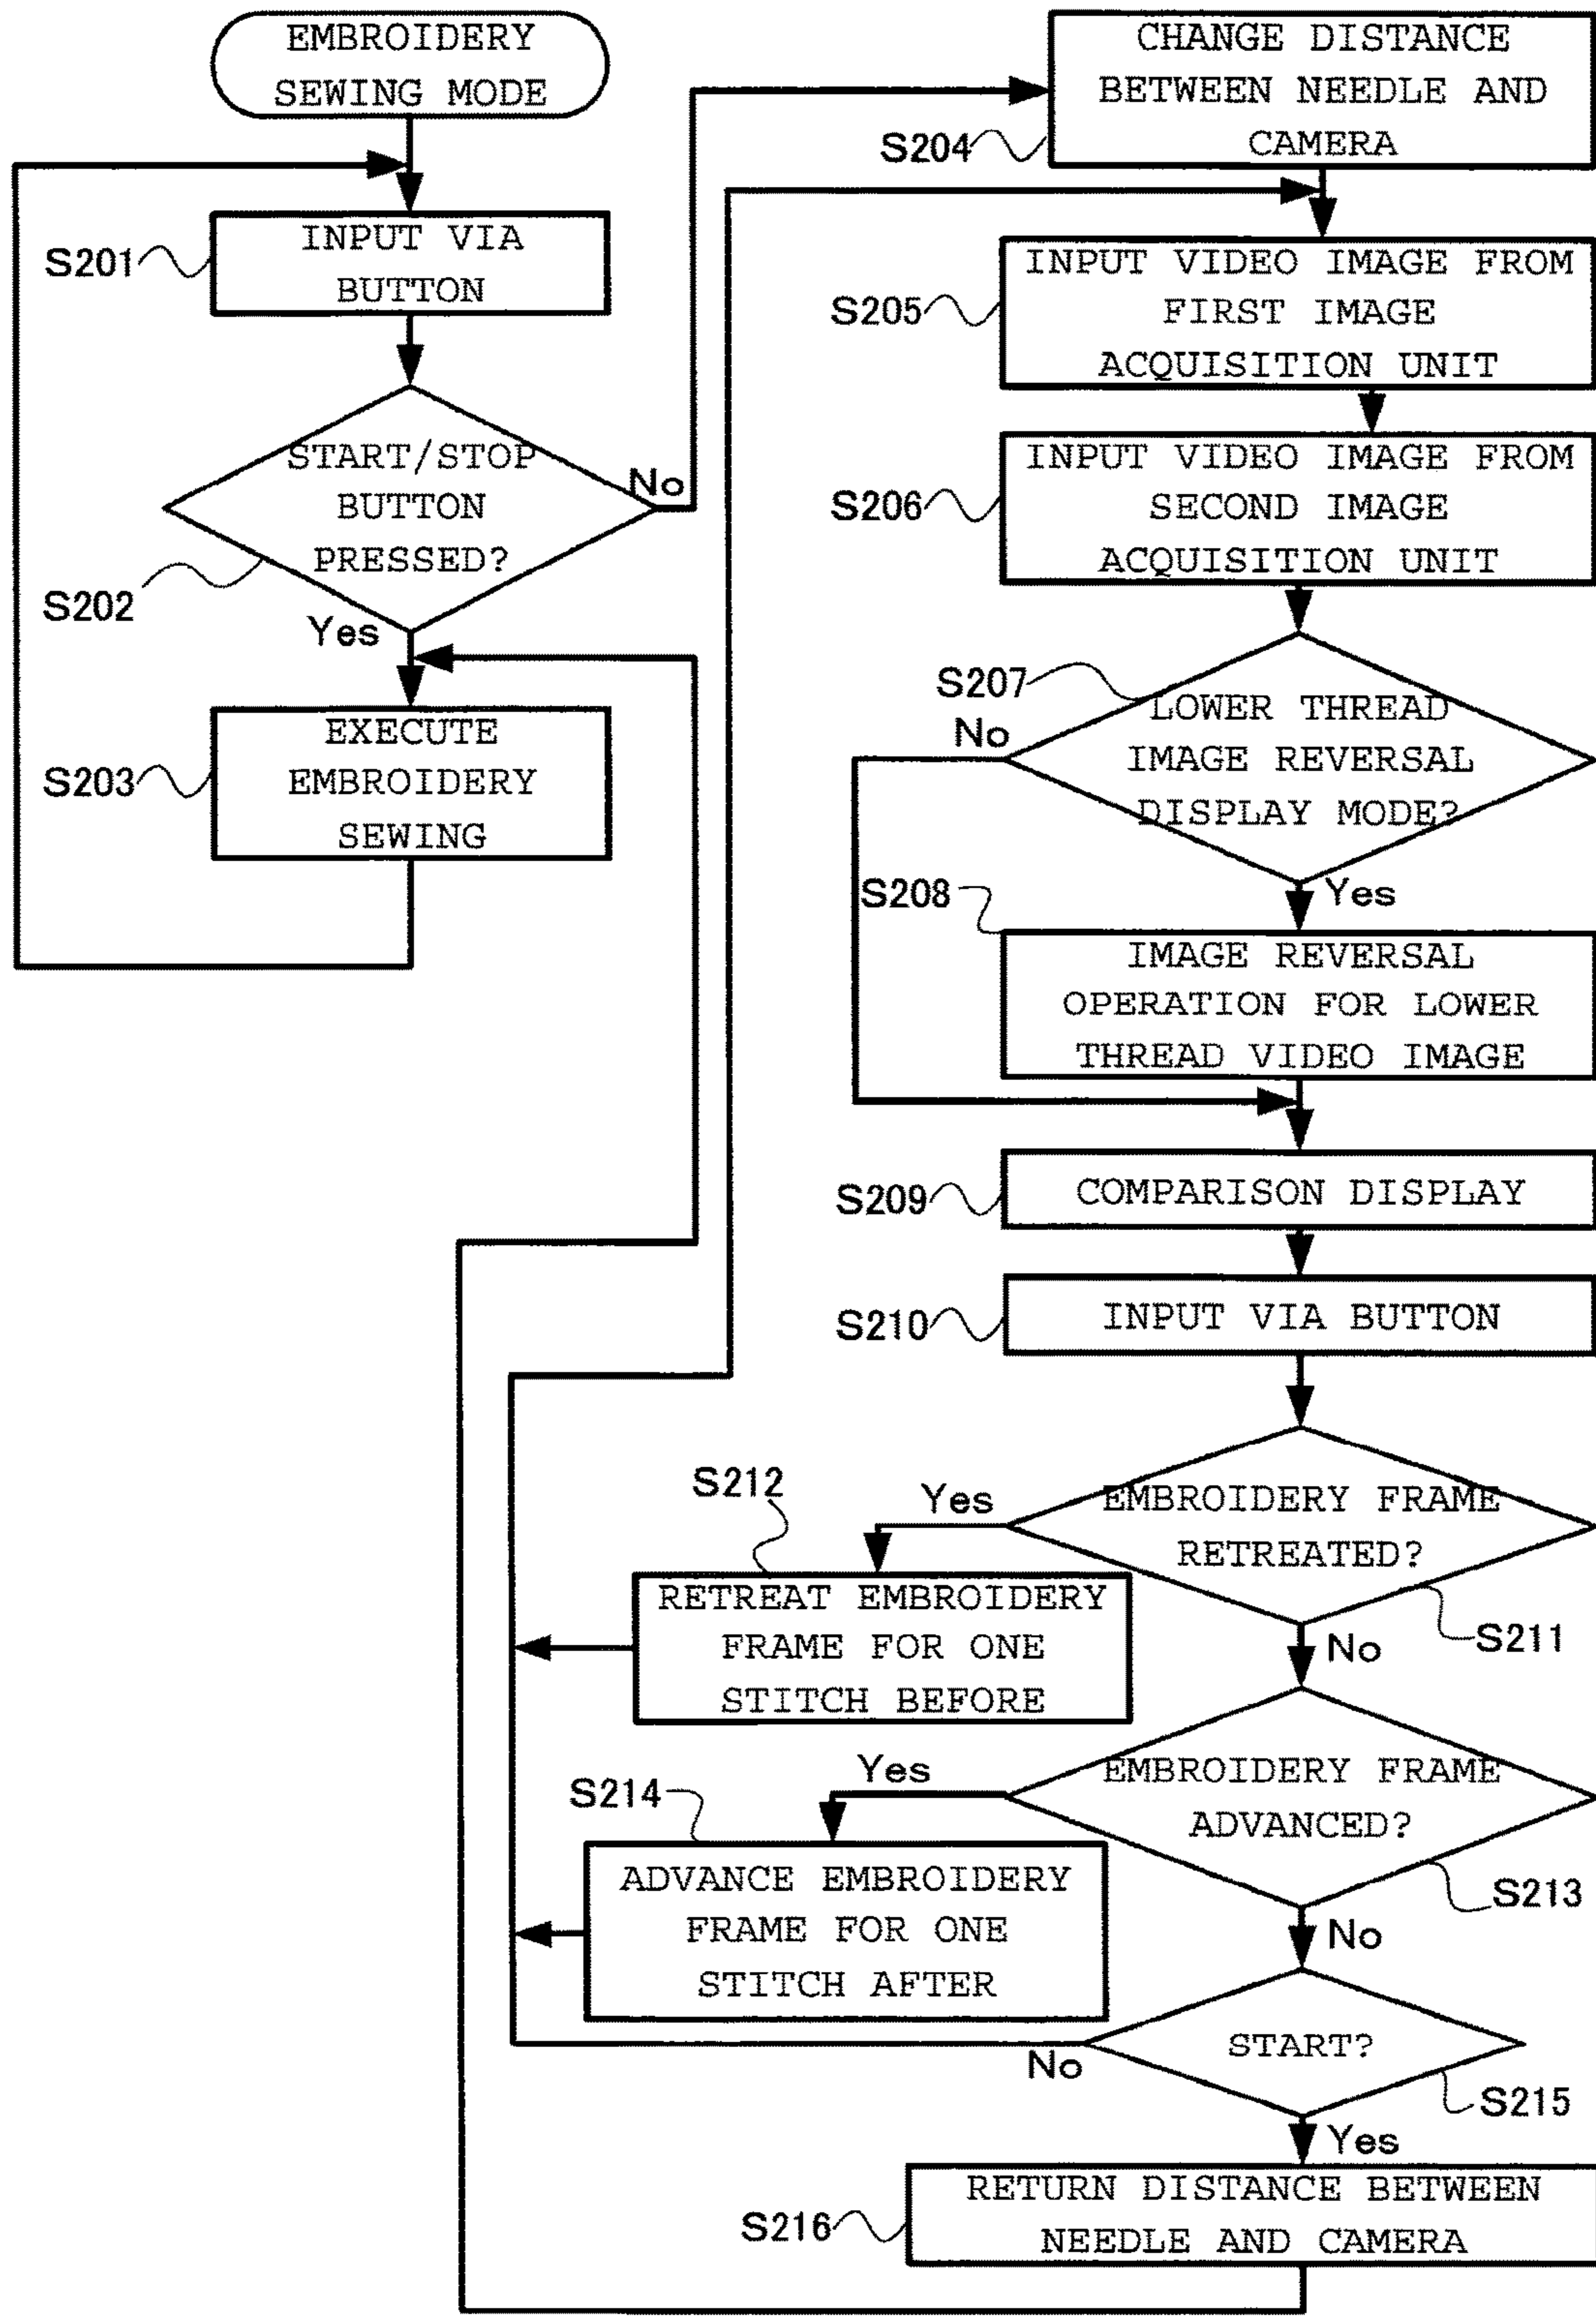 EMBROIDERY
SEWING MODE
S201
INPUT VIA
BUTTON
START/STOP
BUTTON
PRESSED?
No
S202
Yes
S203
EXECUTE
EMBROIDERY
SEWING
CHANGE DISTANCE
BETWEEN NEEDLE AND
CAMERA
S204
INPUT VIDEO IMAGE FROM
FIRST IMAGE
ACQUISITION UNIT
S205
INPUT VIDEO IMAGE FROM
SECOND IMAGE
ACQUISITION UNIT
S206
S207
LOWER THREAD
IMAGE REVERSAL
DISPLAY MODE?
No
Yes
S208
IMAGE REVERSAL
OPERATION FOR LOWER
THREAD VIDEO IMAGE
S209
COMPARISON DISPLAY
S210
INPUT VIA BUTTON
EMBROIDERY FRAME
RETREATED?
Yes
S211
No
S212
RETREAT EMBROIDERY
FRAME FOR ONE
STITCH BEFORE
EMBROIDERY FRAME
ADVANCED?
Yes
S213
No
S214
ADVANCE EMBROIDERY
FRAME FOR ONE
STITCH AFTER
START?
No
S215
Yes
S216
RETURN DISTANCE BETWEEN
NEEDLE AND CAMERA